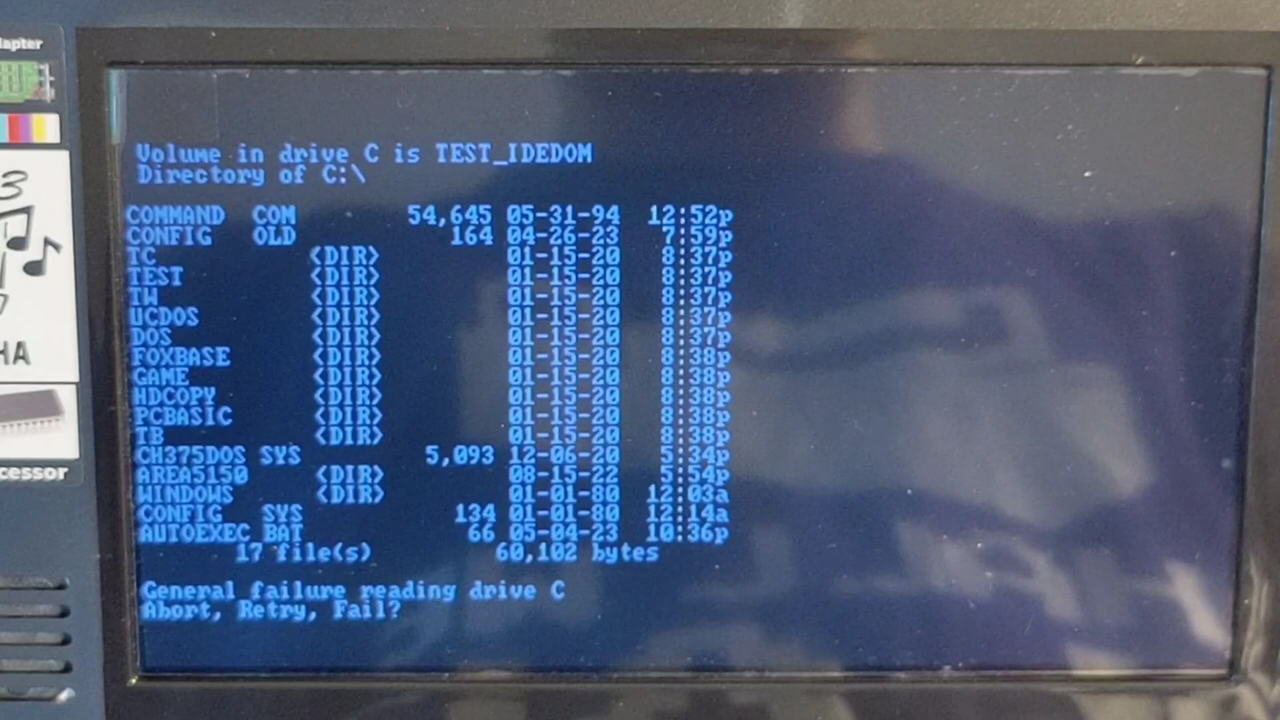 apter
3
HA
cessor
Volume in drive C is TEST_IDEDOM
Directory of C:\
COMMAND COM 54,645 05-31-94 12:52p
CONFIG OLD 164 04-26-23 7:59p
TC <DIR> 01-15-20 8:37p
TEST <DIR> 01-15-20 8:37p
TW <DIR> 01-15-20 8:37p
UCDOS <DIR> 01-15-20 8:37p
DOS <DIR> 01-15-20 8:37p
FOXBASE <DIR> 01-15-20 8:38p
GAME <DIR> 01-15-20 8:38p
HDCOPY <DIR> 01-15-20 8:38p
PCBASIC <DIR> 01-15-20 8:38p
TB <DIR> 01-15-20 8:38p
CH375DOS SYS 5,093 12-06-20 5:34p
AREA5150 <DIR> 08-15-22 5:54p
WINDOWS <DIR> 01-01-80 12:03a
CONFIG SYS 134 01-01-80 12:14a
AUTOEXEC BAT 66 05-04-23 10:36p
17 file(s) 60,102 bytes
General failure reading drive C
Abort, Retry, Fail?